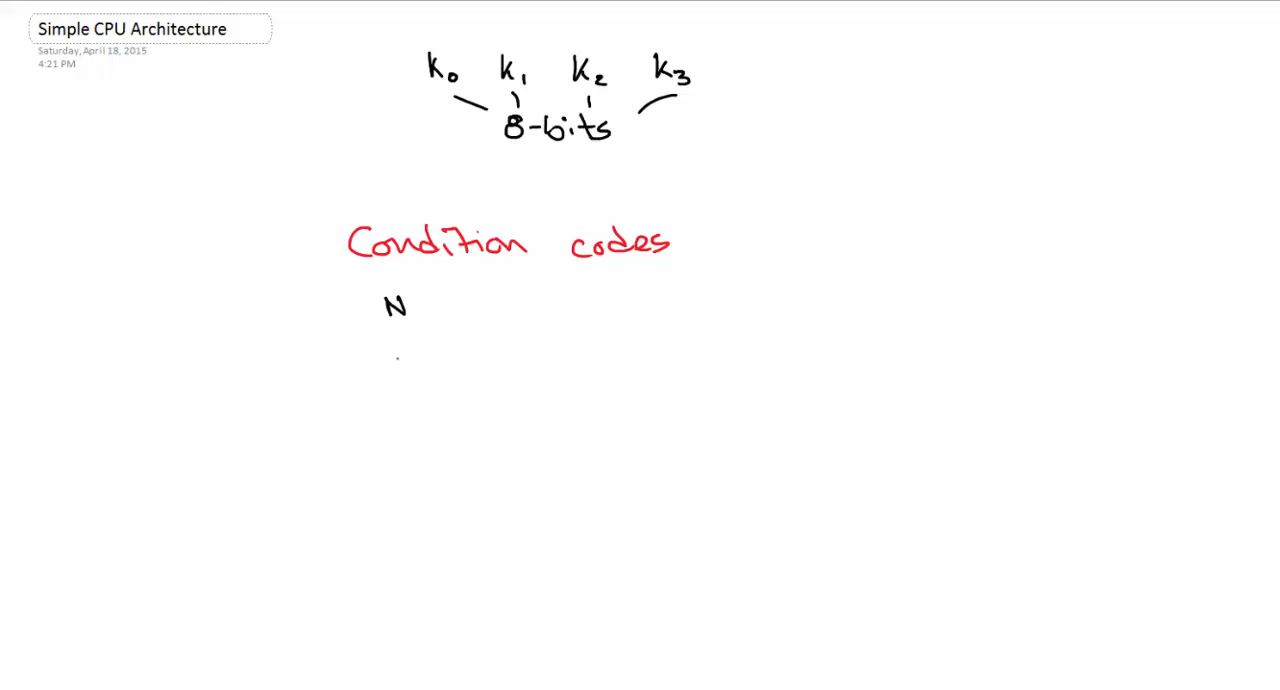 Simple CPU Architecture
Saturday, April 18, 2015
4:21 PM
k0 k1 k2 k3
8-bits
Condition codes
N